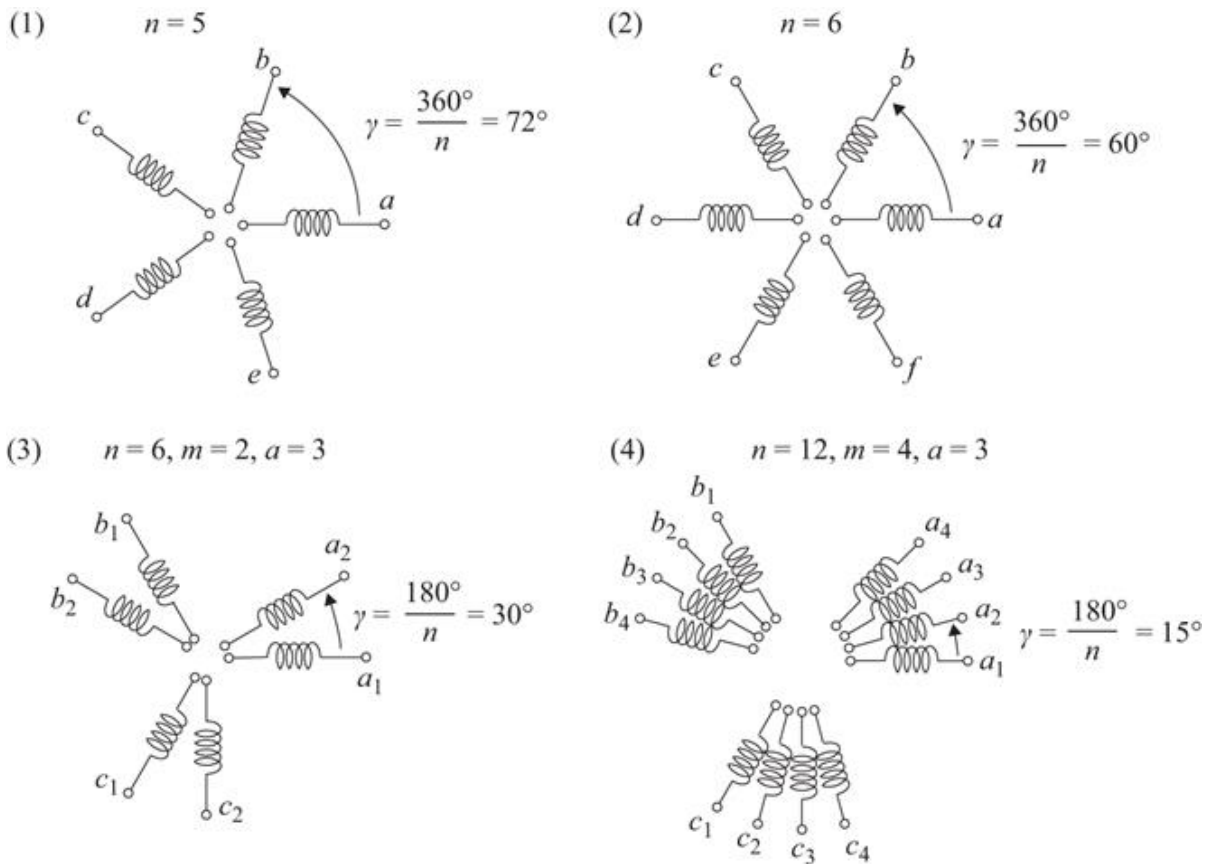 (1) n = 5
b
c
γ = 360° / n = 72°
a
d
e
(2) n = 6
c
b
γ = 360° / n = 60°
d
a
e
f
(3) n = 6, m = 2, a = 3
b₁
a₂
b₂
γ = 180° / n = 30°
a₁
c₁
c₂
(4) n = 12, m = 4, a = 3
b₁
b₂
a₄
b₃
a₃
b₄
a₂
γ = 180° / n = 15°
a₁
c₁
c₂
c₃
c₄